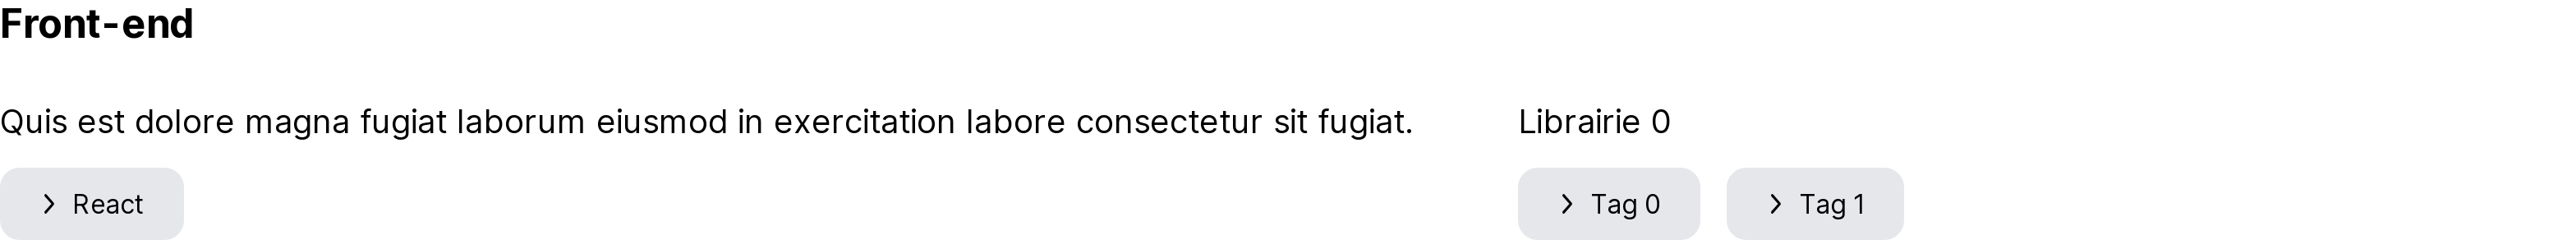 Front-end
Quis est dolore magna fugiat laborum eiusmod in exercitation labore consectetur sit fugiat.
React
Librairie 0
Tag 0
Tag 1